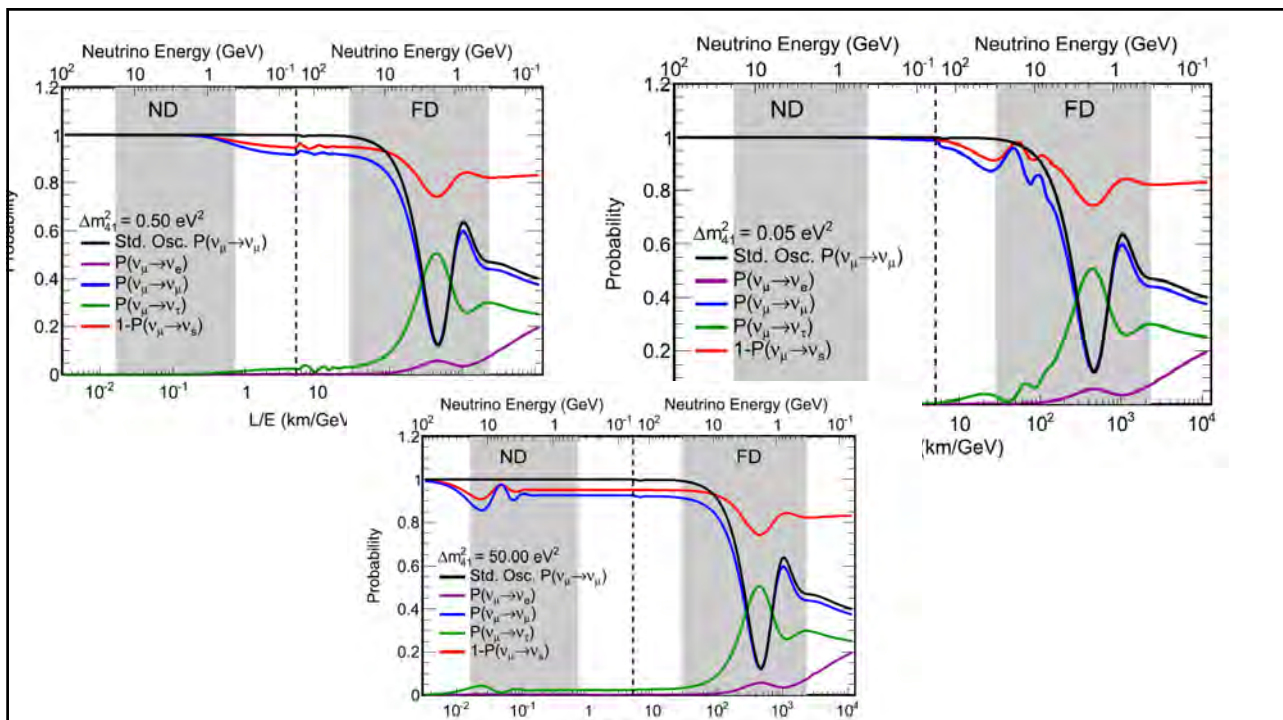 Neutrino Energy (GeV) Neutrino Energy (GeV)
10² 10 1 10⁻¹ 10² 10 1 10⁻¹
ND FD
1.2
1
0.8
0.6
0.4
0.2
0
Δm²₄₁ = 0.50 eV²
Std. Osc. P(νμ→νμ)
P(νμ→νe)
P(νμ→νμ)
P(νμ→ντ)
1-P(νμ→νs)
10⁻² 10⁻¹ 1 10
L/E (km/GeV
Neutrino Energy (GeV) Neutrino Energy (GeV)
10² 10 1 10⁻¹ 10² 10 1 10⁻¹
ND FD
Probability
1.2
1
0.8
0.6
0.4
0.2
Δm²₄₁ = 0.05 eV²
Std. Osc. P(νμ→νμ)
P(νμ→νe)
P(νμ→νμ)
P(νμ→ντ)
1-P(νμ→νs)
10 10² 10³ 10⁴
(km/GeV)
Neutrino Energy (GeV) Neutrino Energy (GeV)
10² 10 1 10⁻¹ 10² 10 1 10⁻¹
ND FD
Probability
1.2
1
0.8
0.6
0.4
0.2
0
Δm²₄₁ = 50.00 eV²
Std. Osc. P(νμ→νμ)
P(νμ→νe)
P(νμ→νμ)
P(νμ→ντ)
1-P(νμ→νs)
10⁻² 10⁻¹ 1 10 10² 10³ 10⁴